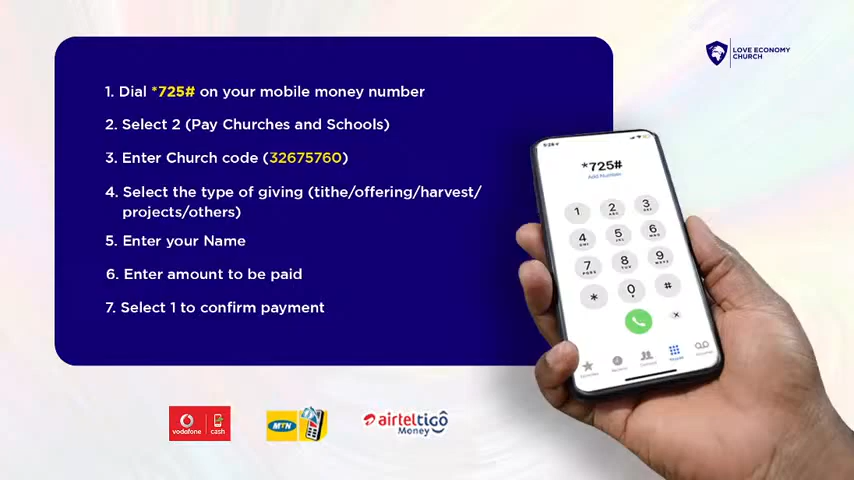 LOVE ECONOMY
CHURCH
1. Dial *725# on your mobile money number
2. Select 2 (Pay Churches and Schools)
3. Enter Church code (32675760)
4. Select the type of giving (tithe/offering/harvest/
projects/others)
5. Enter your Name
6. Enter amount to be paid
7. Select 1 to confirm payment
*725#
Add Number
1 2 3
4 5 6
7 8 9
* 0 #
vodofone cash
MTN
airteltigo
Money